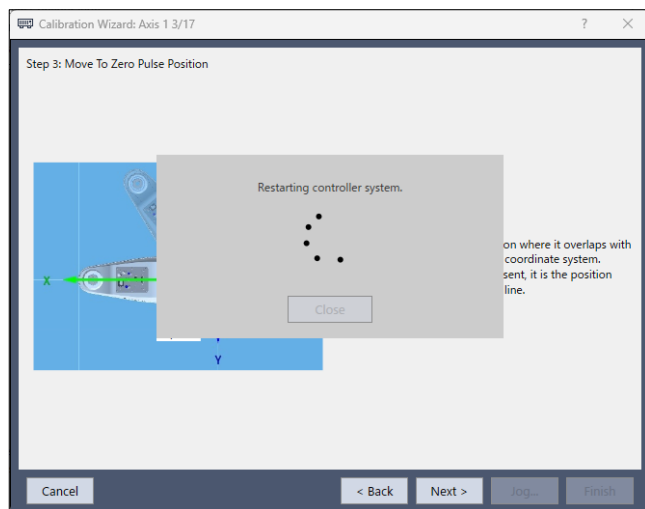 Calibration Wizard: Axis 1 3/17
?
Step 3: Move To Zero Pulse Position
Restarting controller system.
on where it overlaps with
coordinate system.
sent, it is the position
line.
X
Close
Y
Cancel
< Back
Next >
Jog...
Finish